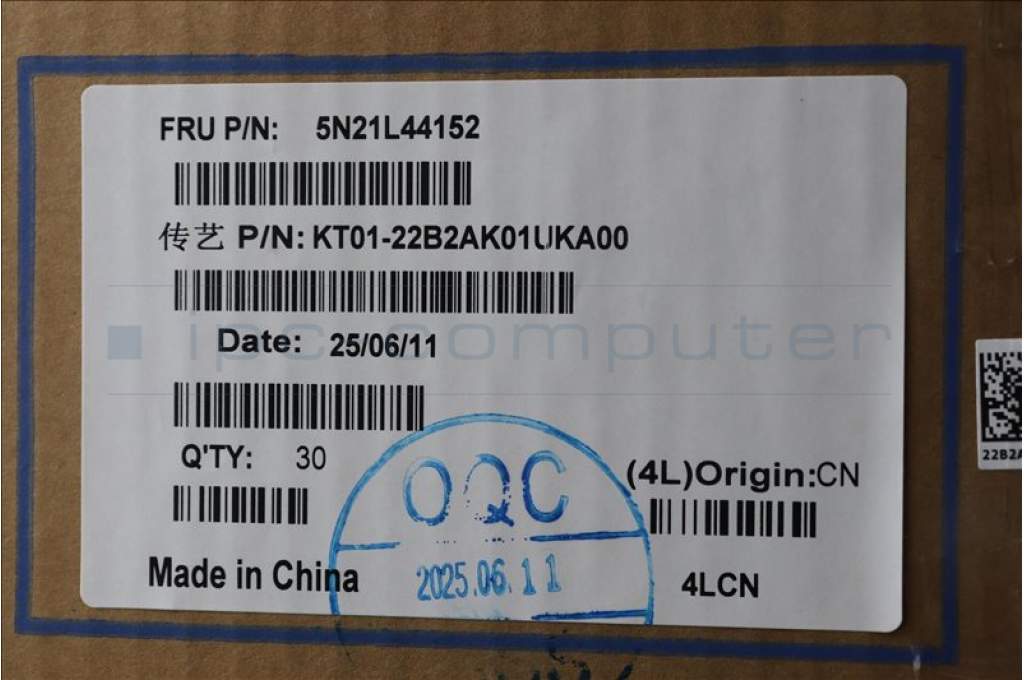 FRU P/N: 5N21L44152
传艺 P/N: KT01-22B2AK01UKA00
Date: 25/06/11
ipc computer
Q'TY: 30
(4L)Origin:CN
OQC
2025.06.11
Made in China
4LCN
22B2A